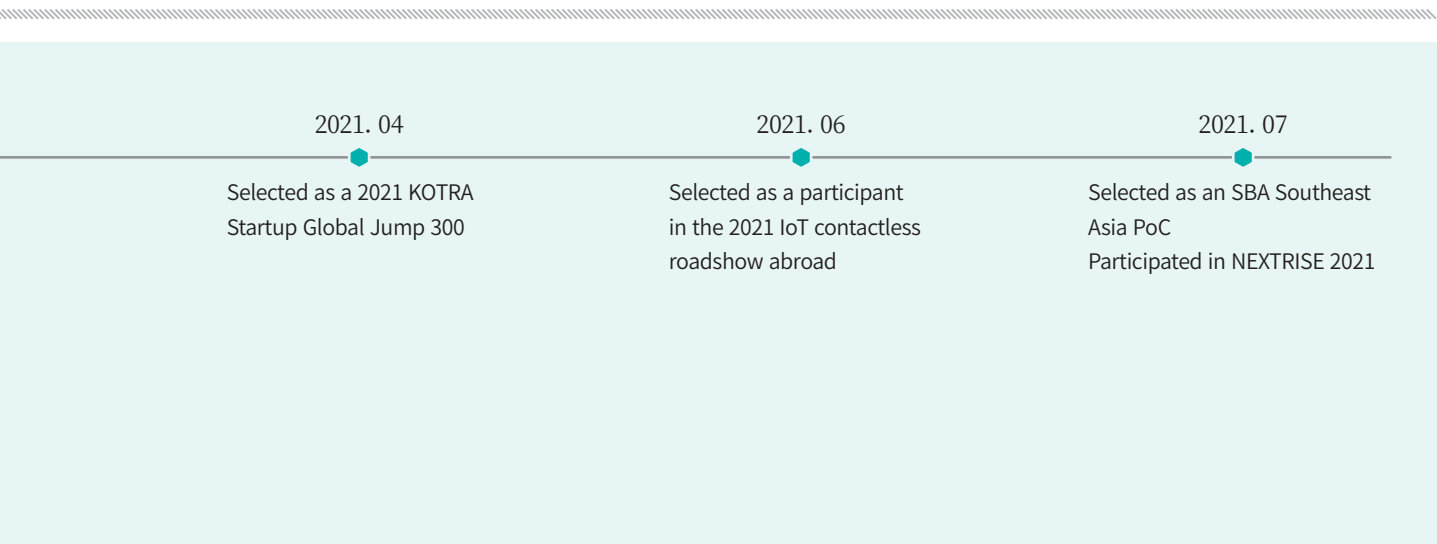 2021. 04
Selected as a 2021 KOTRA
Startup Global Jump 300
2021. 06
Selected as a participant
in the 2021 IoT contactless
roadshow abroad
2021. 07
Selected as an SBA Southeast
Asia PoC
Participated in NEXTRISE 2021